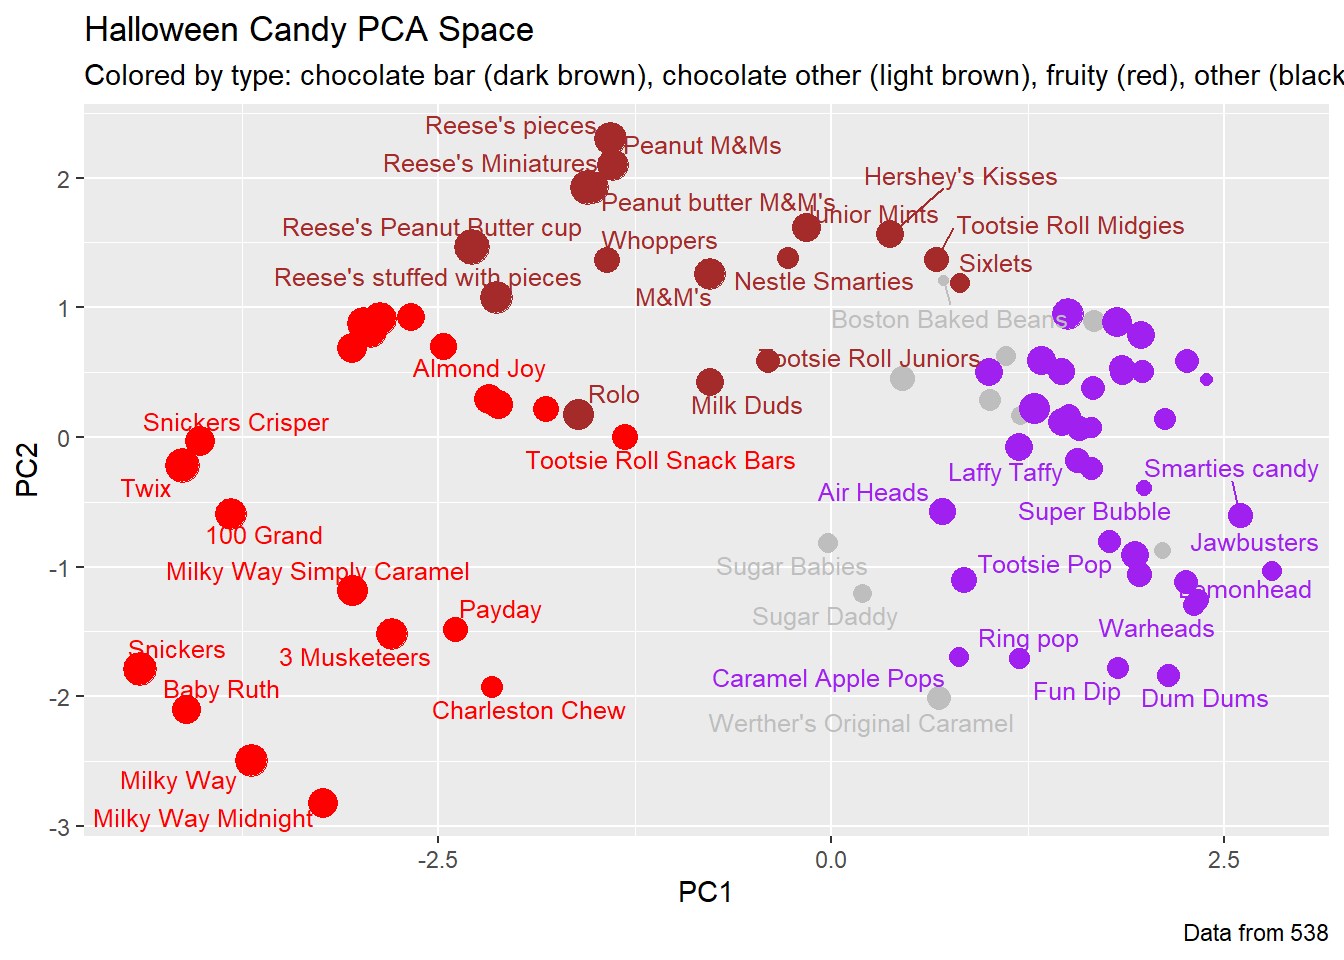 Halloween Candy PCA Space
Colored by type: chocolate bar (dark brown), chocolate other (light brown), fruity (red), other (black
Reese's pieces
Peanut M&Ms
Reese's Miniatures
Hershey's Kisses
Peanut butter M&M's
Junior Mints
Reese's Peanut Butter cup
Tootsie Roll Midgies
Whoppers
Sixlets
Reese's stuffed with pieces
Nestle Smarties
M&M's
Boston Baked Beans
Tootsie Roll Juniors
Almond Joy
Rolo
Milk Duds
Snickers Crisper
Tootsie Roll Snack Bars
Laffy Taffy
Smarties candy
Twix
Air Heads
Super Bubble
100 Grand
Jawbusters
Milky Way Simply Caramel
Sugar Babies
Tootsie Pop
Lemonhead
Payday
Sugar Daddy
Warheads
Snickers
3 Musketeers
Ring pop
Baby Ruth
Caramel Apple Pops
Fun Dip
Dum Dums
Charleston Chew
Werther's Original Caramel
Milky Way
Milky Way Midnight
2
1
0
-1
-2
-3
PC2
-2.5
0.0
2.5
PC1
Data from 538